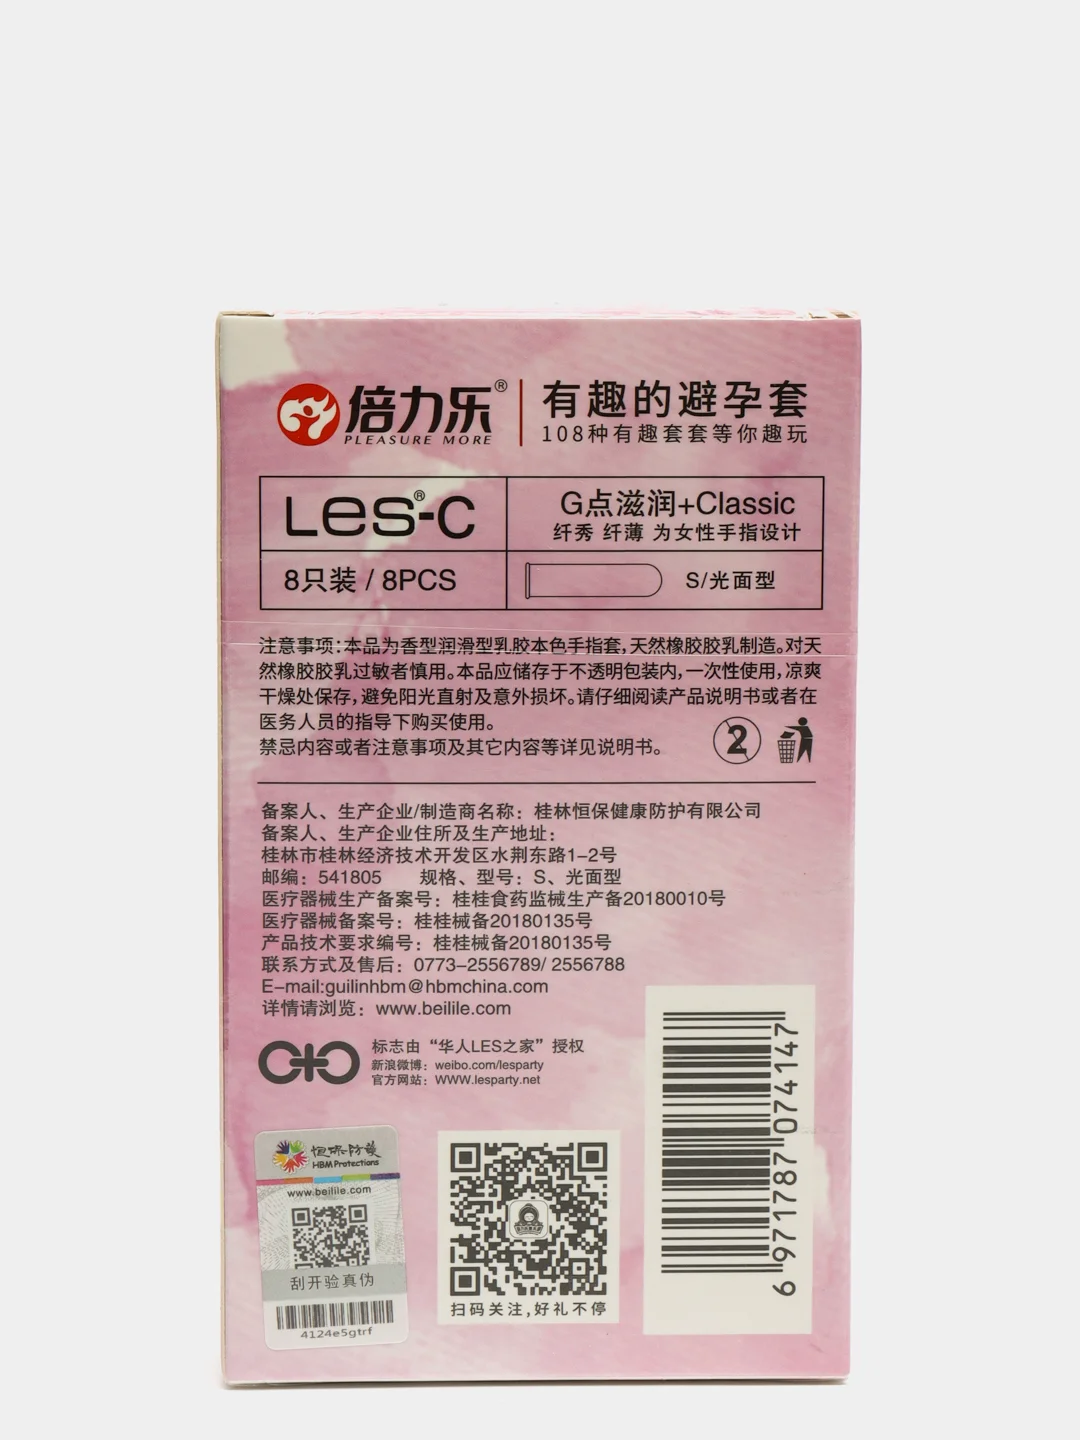 倍力乐®
PLEASURE MORE
有趣的避孕套
108种有趣套套等你趣玩
Les®-C
G点滋润+Classic
纤秀 纤薄 为女性手指设计
8只装 / 8PCS
S/光面型
注意事项:本品为香型润滑型乳胶本色手指套,天然橡胶胶乳制造。对天
然橡胶胶乳过敏者慎用。本品应储存于不透明包装内,一次性使用,凉爽
干燥处保存,避免阳光直射及意外损坏。请仔细阅读产品说明书或者在
医务人员的指导下购买使用。
禁忌内容或者注意事项及其它内容等详见说明书。
2
备案人、生产企业/制造商名称：桂林恒保健康防护有限公司
备案人、生产企业住所及生产地址：
桂林市桂林经济技术开发区水荆东路1-2号
邮编：541805 规格、型号：S、光面型
医疗器械生产备案号：桂桂食药监械生产备20180010号
医疗器械备案号：桂桂械备20180135号
产品技术要求编号：桂桂械备20180135号
联系方式及售后：0773-2556789/ 2556788
E-mail:guilinhbm@hbmchina.com
详情请浏览：www.beilile.com
标志由“华人LES之家”授权
新浪微博：weibo.com/lesparty
官方网站：WWW.lesparty.net
恒保防护
HBM Protections
www.beilile.com
刮开验真伪
4124e5gtrf
扫码关注,好礼不停
6 971787 074147